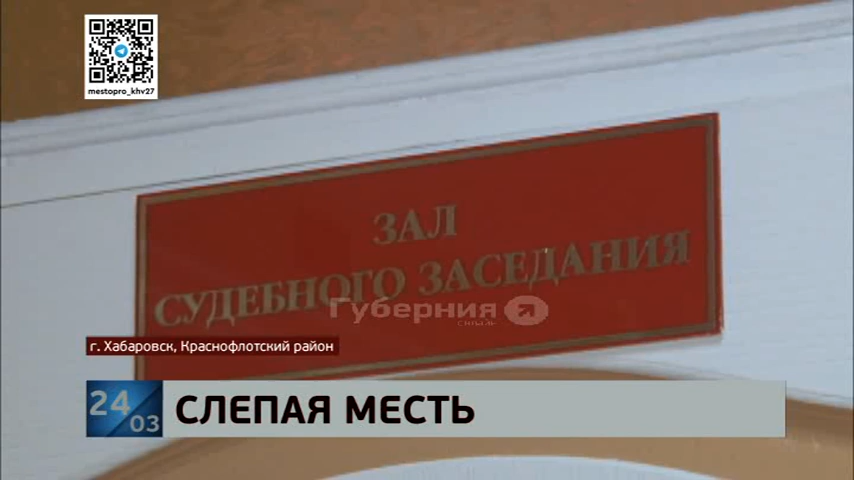 mestopro_khv27
ЗАЛ
СУДЕБНОГО ЗАСЕДАНИЯ
Губерния
г. Хабаровск, Краснофлотский район
24
03
СЛЕПАЯ МЕСТЬ